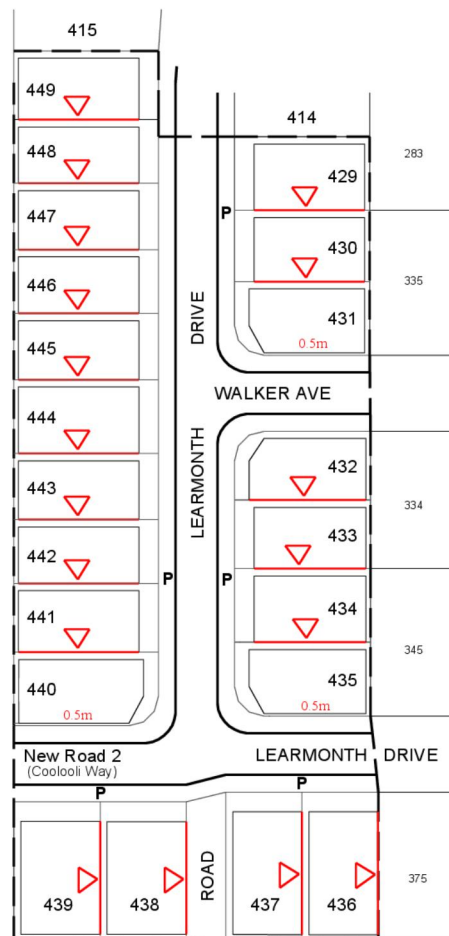 415
449
448
447
446
445
444
443
442
441
440
0.5m
414
429
430
431
0.5m
283
335
P
DRIVE
WALKER AVE
LEARMONTH
432
433
434
435
0.5m
334
345
P
P
New Road 2
(Coolooli Way)
LEARMONTH DRIVE
P
P
439
438
ROAD
437
436
375